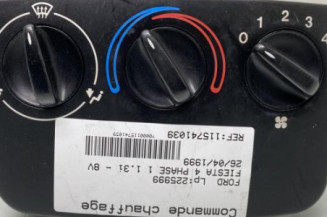 0
1
2
3
4
Commande chauffage
FORD Lp:225999
FIESTA 4 PHASE 1 1.3i - 8V
26/04/1999
REF:1115741039